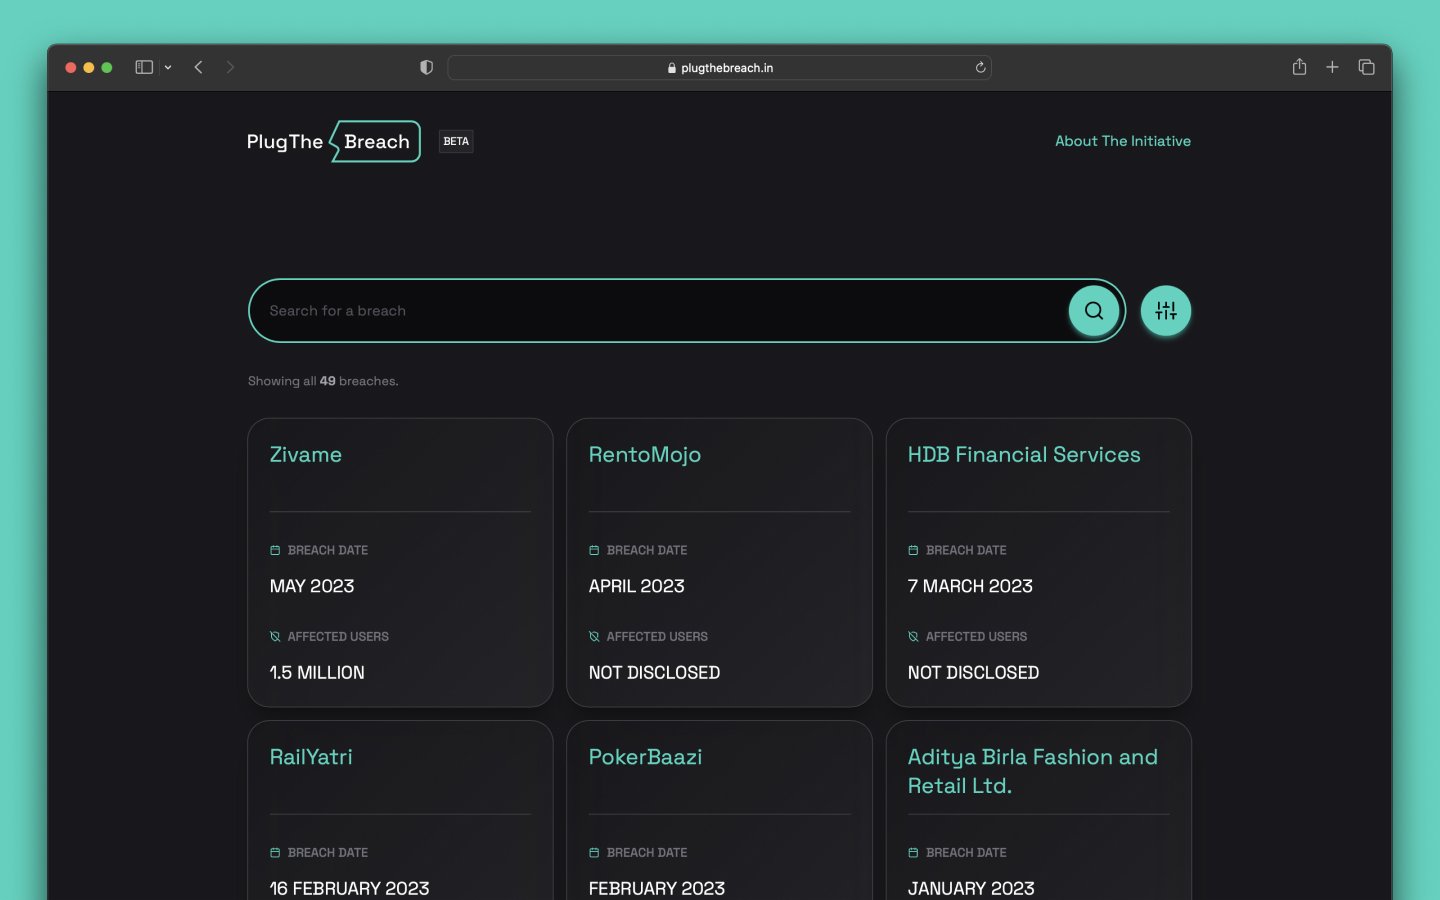 plugthebreach.in
PlugThe Breach BETA
About The Initiative
Search for a breach
Showing all 49 breaches.
Zivame
BREACH DATE
MAY 2023
AFFECTED USERS
1.5 MILLION
RentoMojo
BREACH DATE
APRIL 2023
AFFECTED USERS
NOT DISCLOSED
HDB Financial Services
BREACH DATE
7 MARCH 2023
AFFECTED USERS
NOT DISCLOSED
RailYatri
BREACH DATE
16 FEBRUARY 2023
PokerBaazi
BREACH DATE
FEBRUARY 2023
Aditya Birla Fashion and
Retail Ltd.
BREACH DATE
JANUARY 2023